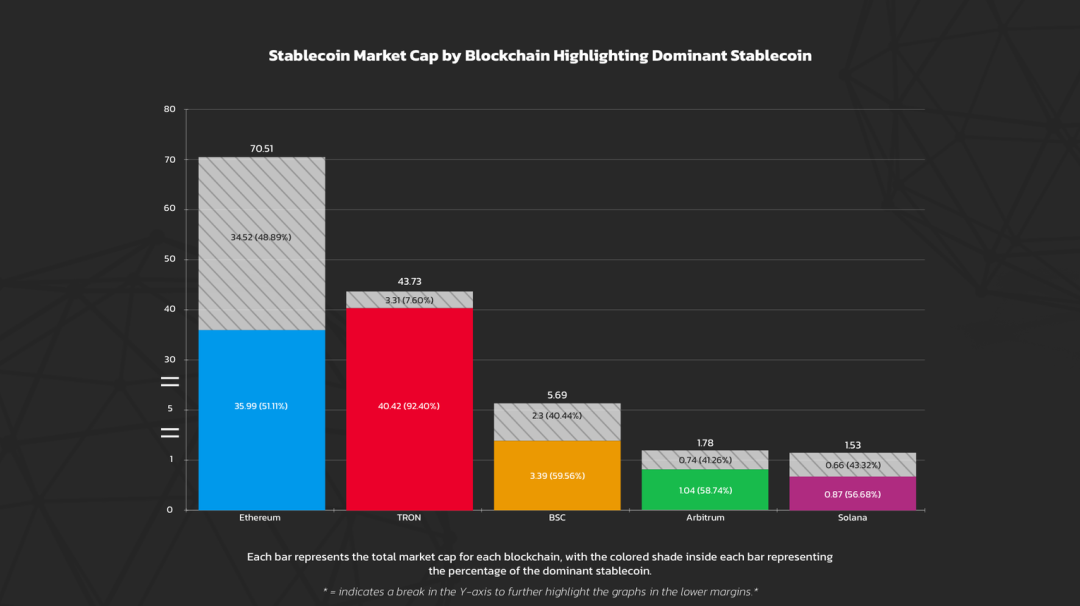 Stablecoin Market Cap by Blockchain Highlighting Dominant Stablecoin
80
70.51
70
60
34.52 (48.89%)
50
43.73
3.31 (7.60%)
40
30
35.99 (51.11%)
40.42 (92.40%)
5.69
5
2.3 (40.44%)
1.78
1.53
1
0.74 (41.26%)
0.66 (43.32%)
3.39 (59.56%)
1.04 (58.74%)
0.87 (56.68%)
0
Ethereum
TRON
BSC
Arbitrum
Solana
Each bar represents the total market cap for each blockchain, with the colored shade inside each bar representing
the percentage of the dominant stablecoin.
* = indicates a break in the Y-axis to further highlight the graphs in the lower margins.*